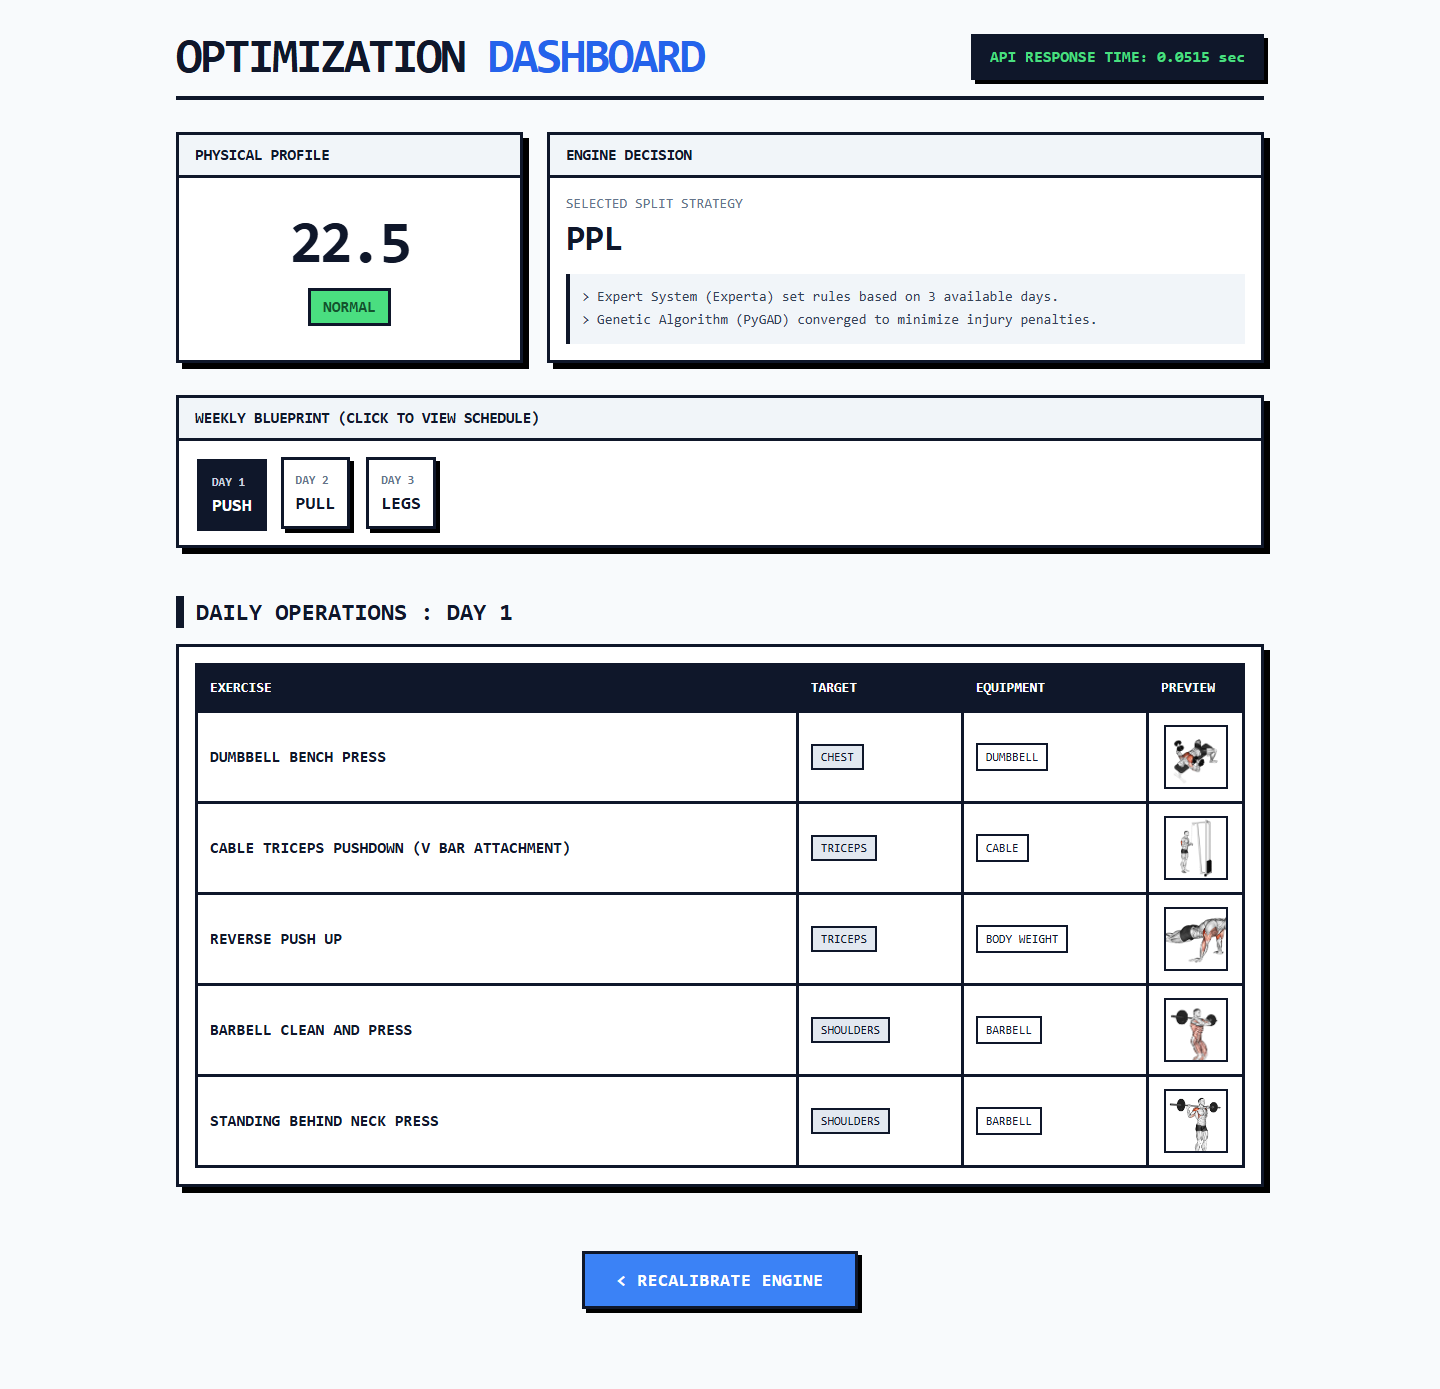 OPTIMIZATION DASHBOARD
API RESPONSE TIME: 0.0515 sec
PHYSICAL PROFILE
22.5
NORMAL
ENGINE DECISION
SELECTED SPLIT STRATEGY
PPL
> Expert System (Experta) set rules based on 3 available days.
> Genetic Algorithm (PyGAD) converged to minimize injury penalties.
WEEKLY BLUEPRINT (CLICK TO VIEW SCHEDULE)
DAY 1
PUSH
DAY 2
PULL
DAY 3
LEGS
DAILY OPERATIONS : DAY 1
EXERCISE TARGET EQUIPMENT PREVIEW
DUMBBELL BENCH PRESS CHEST DUMBBELL
CABLE TRICEPS PUSHDOWN (V BAR ATTACHMENT) TRICEPS CABLE
REVERSE PUSH UP TRICEPS BODY WEIGHT
BARBELL CLEAN AND PRESS SHOULDERS BARBELL
STANDING BEHIND NECK PRESS SHOULDERS BARBELL
< RECALIBRATE ENGINE